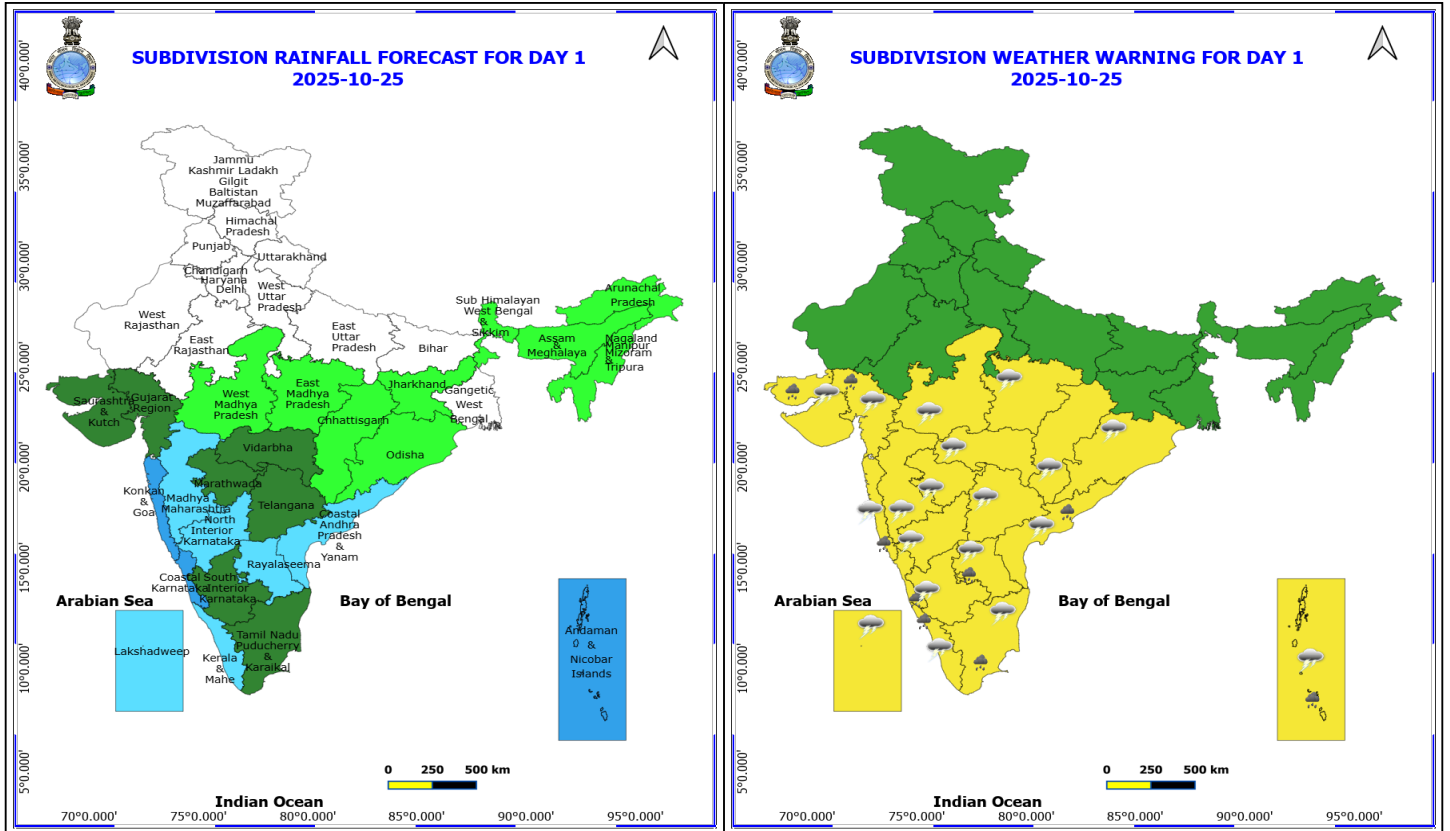 SUBDIVISION RAINFALL FORECAST FOR DAY 1
2025-10-25
40°0.000'
35°0.000'
30°0.000'
25°0.000'
20°0.000'
15°0.000'
10°0.000'
5°0.000'
Jammu
Kashmir Ladakh
Gilgit
Baltistan
Muzaffarabad
Himachal
Pradesh
Punjab
Uttarakhand
Chandigarh
Haryana
Delhi
West
Uttar
Pradesh
West
Rajasthan
East
Rajasthan
East
Uttar
Pradesh
Bihar
Sub Himalayan
West Bengal
&
Sikkim
Arunachal
Pradesh
Assam
&
Meghalaya
Nagaland
Manipur
Mizoram
&
Tripura
Saurashtra
&
Kutch
Gujarat
Region
West
Madhya
Pradesh
East
Madhya
Pradesh
Jharkhand
Gangetic
West
Bengal
Chhattisgarh
Odisha
Vidarbha
Marathwada
Konkan
&
Goa
Madhya
Maharashtra
Telangana
North
Interior
Karnataka
Coastal
Andhra
Pradesh
&
Yanam
Rayalaseema
Coastal
Karnataka
South
Interior
Karnataka
Tamil Nadu
Puducherry
&
Karaikal
Kerala
&
Mahe
Lakshadweep
Andaman
&
Nicobar
Islands
Arabian Sea
Bay of Bengal
0 250 500 km
Indian Ocean
70°0.000' 75°0.000' 80°0.000' 85°0.000' 90°0.000' 95°0.000'
SUBDIVISION WEATHER WARNING FOR DAY 1
2025-10-25
40°0.000'
35°0.000'
30°0.000'
25°0.000'
20°0.000'
15°0.000'
10°0.000'
5°0.000'
Arabian Sea
Bay of Bengal
0 250 500 km
Indian Ocean
70°0.000' 75°0.000' 80°0.000' 85°0.000' 90°0.000' 95°0.000'